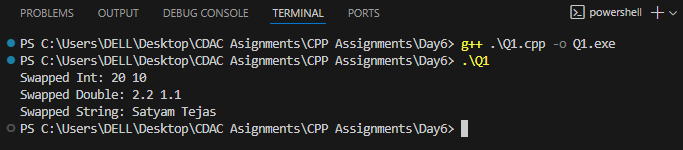 PROBLEMS OUTPUT DEBUG CONSOLE TERMINAL PORTS powershell
PS C:\Users\DELL\Desktop\CDAC Asignments\CPP Assignments\Day6> g++ .\Q1.cpp -o Q1.exe
PS C:\Users\DELL\Desktop\CDAC Asignments\CPP Assignments\Day6> .\Q1
Swapped Int: 20 10
Swapped Double: 2.2 1.1
Swapped String: Satyam Tejas
PS C:\Users\DELL\Desktop\CDAC Asignments\CPP Assignments\Day6>